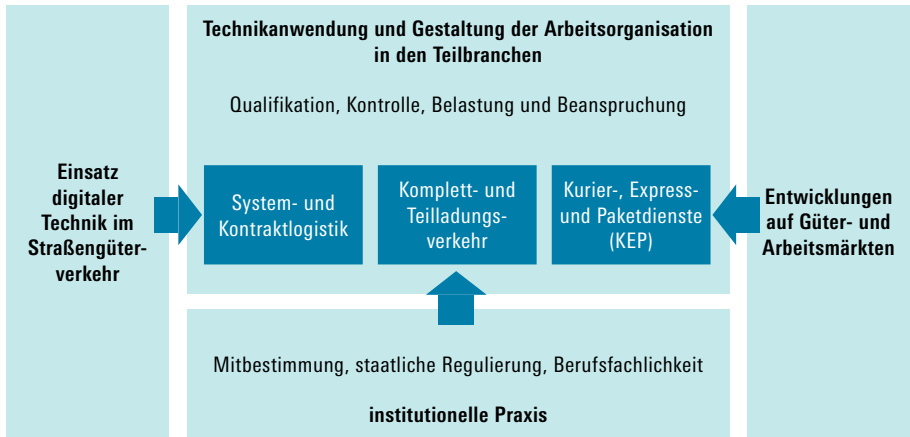 Technikanwendung und Gestaltung der Arbeitsorganisation
in den Teilbranchen
Qualifikation, Kontrolle, Belastung und Beanspruchung
Einsatz
digitaler
Technik im
Straßengüter-
verkehr
System- und
Kontraktlogistik
Komplett- und
Teilladungs-
verkehr
Kurier-, Express-
und Paketdienste
(KEP)
Entwicklungen
auf Güter- und
Arbeitsmärkten
Mitbestimmung, staatliche Regulierung, Berufsfachlichkeit
institutionelle Praxis